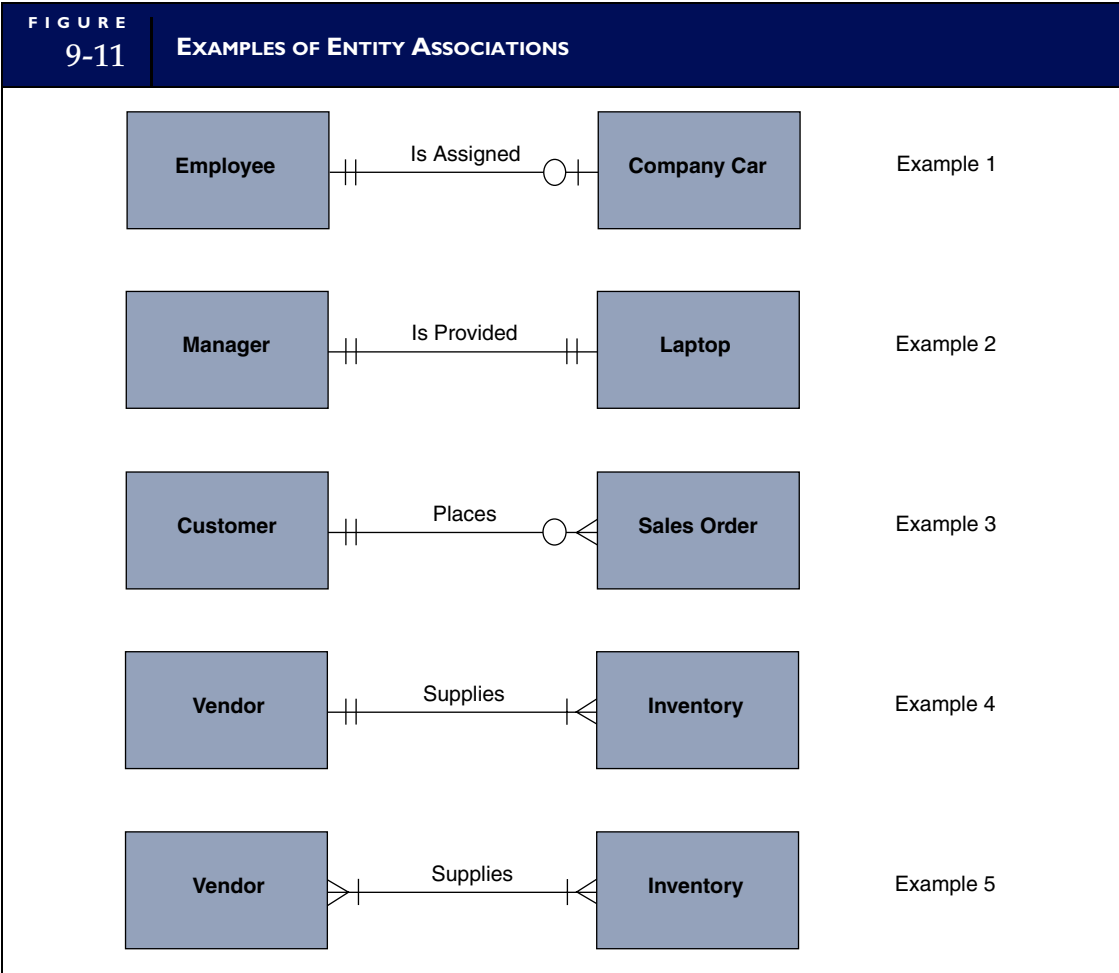 FIGURE
9-11
EXAMPLES OF ENTITY ASSOCIATIONS
Employee
Is Assigned
Company Car
Example 1
Manager
Is Provided
Laptop
Example 2
Customer
Places
Sales Order
Example 3
Vendor
Supplies
Inventory
Example 4
Vendor
Supplies
Inventory
Example 5